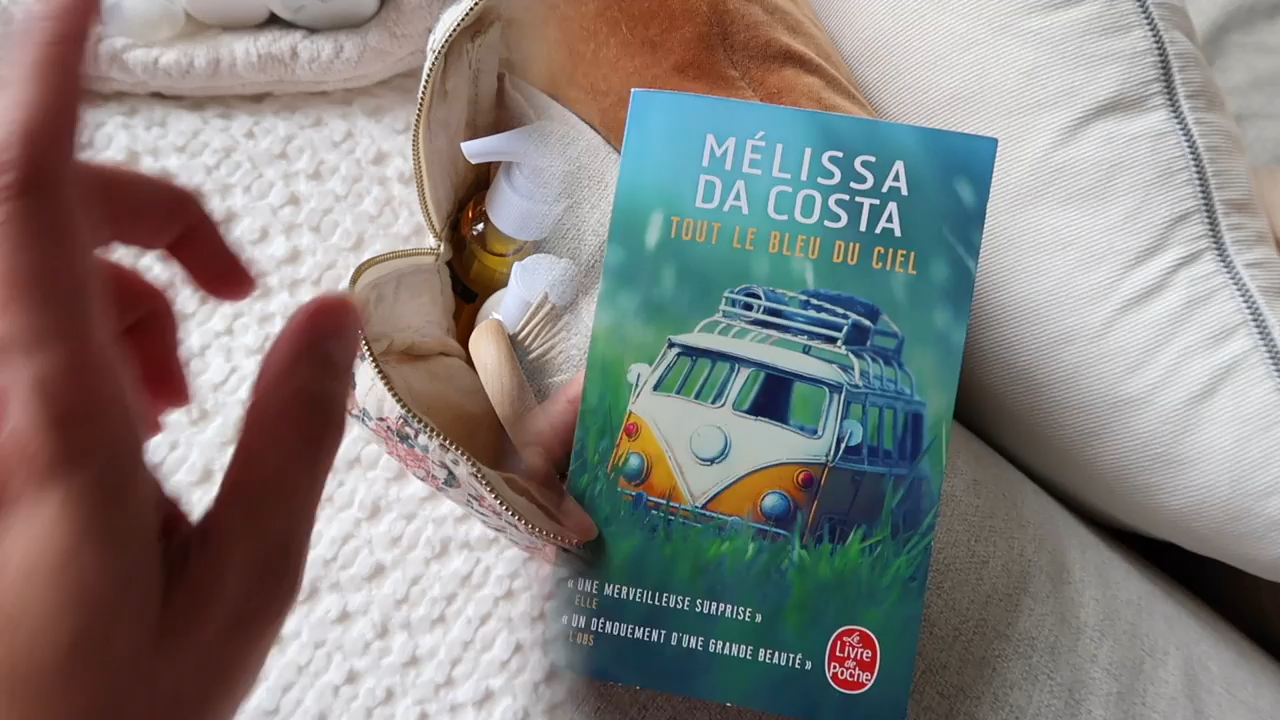 MÉLISSA
DA COSTA
TOUT LE BLEU DU CIEL
« UNE MERVEILLEUSE SURPRISE »
ELLE
« UN DÉNOUEMENT D'UNE GRANDE BEAUTÉ »
L'OBS
Le
Livre
de
Poche